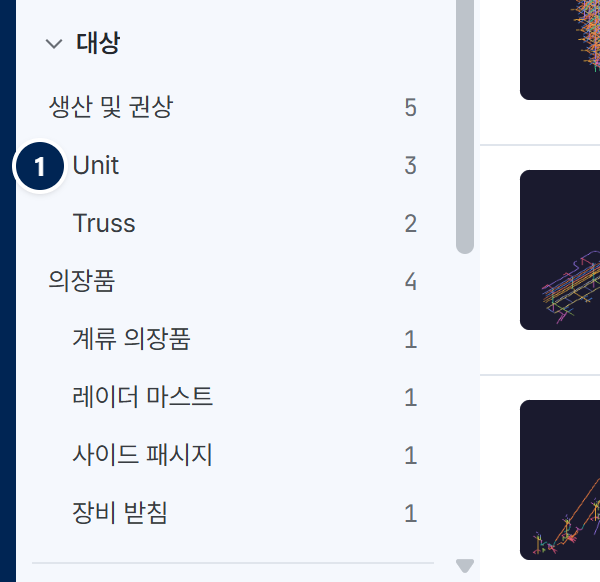 대상
생산 및 권상 5
1 Unit 3
Truss 2
의장품 4
계류 의장품 1
레이더 마스트 1
사이드 패시지 1
장비 받침 1